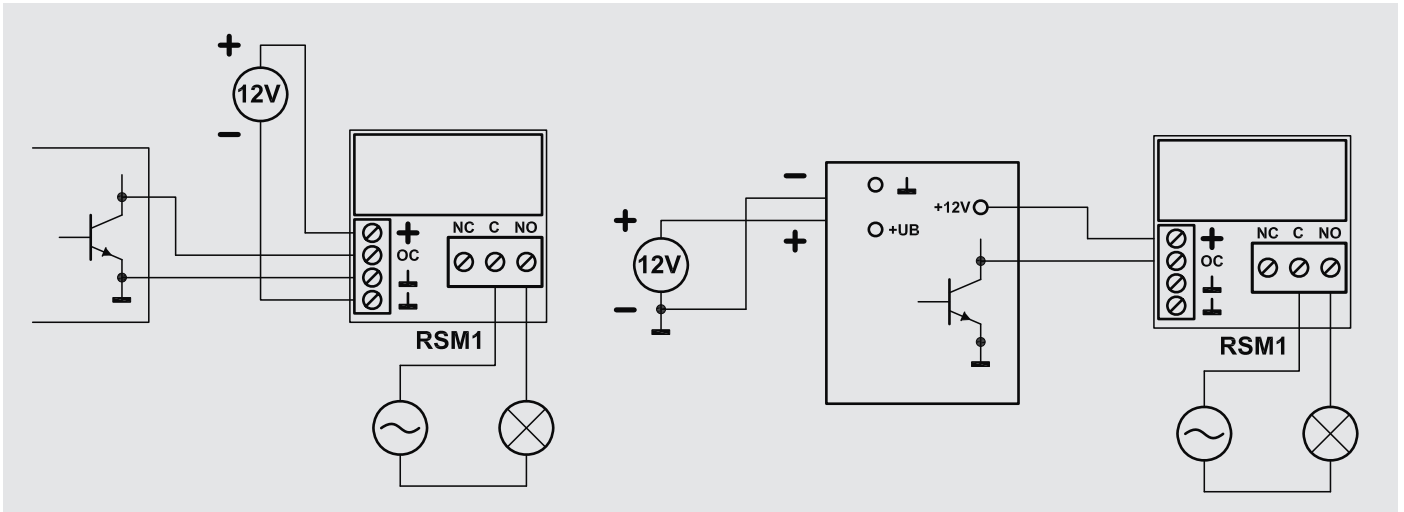 +
12V
−
NC C NO
+
OC
RSM1
+
12V
−
−
+
+12V
+UB
NC C NO
+
OC
RSM1